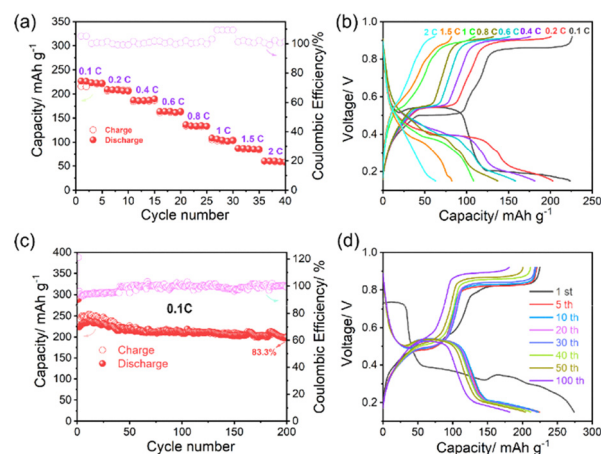 (a)
350
300
250
200
150
100
50
0
Capacity/ mAh g⁻¹
0.1 C
0.2 C
0.4 C
0.6 C
0.8 C
1 C
1.5 C
2 C
Charge
Discharge
0 5 10 15 20 25 30 35 40
Cycle number
100
80
60
40
20
0
Coulombic Efficiency/%
(b)
1.0
0.8
0.6
0.4
0.2
Voltage/ V
2 C 1.5C 1C 0.8C 0.6C 0.4C 0.2 C 0.1 C
0 50 100 150 200 250
Capacity/ mAh g⁻¹
(c)
400
350
300
250
200
150
100
50
0
Capacity/ mAh g⁻¹
0.1C
Charge
Discharge
83.3%
0 50 100 150 200
Cycle number
100
80
60
40
20
0
Coulombic Efficiency / %
(d)
1.0
0.8
0.6
0.4
0.2
Voltage/ V
1 st
5 th
10 th
20 th
30 th
40 th
50 th
100 th
0 50 100 150 200 250 300
Capacity/ mAh g⁻¹